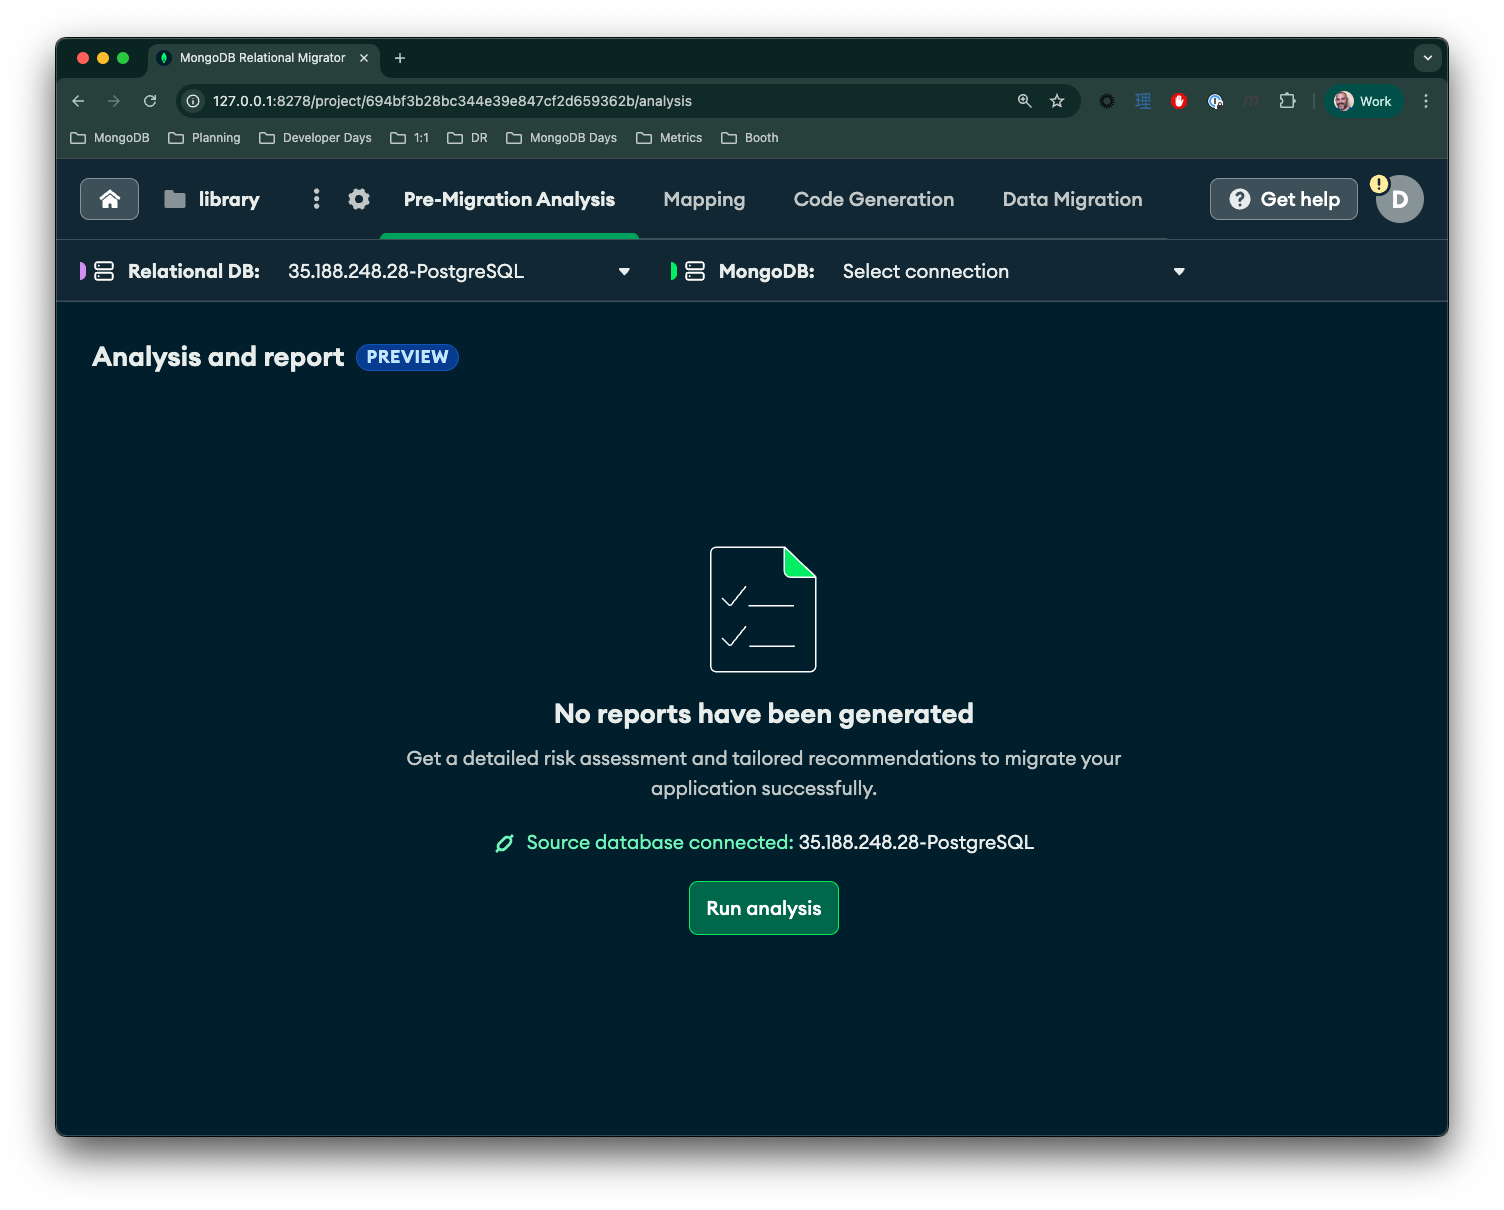 MongoDB Relational Migrator
127.0.0.1:8278/project/694bf3b28bc344e39e847cf2d659362b/analysis
Work
MongoDB Planning Developer Days 1:1 DR MongoDB Days Metrics Booth
library Pre-Migration Analysis Mapping Code Generation Data Migration Get help D
Relational DB: 35.188.248.28-PostgreSQL MongoDB: Select connection
Analysis and report PREVIEW
No reports have been generated
Get a detailed risk assessment and tailored recommendations to migrate your
application successfully.
Source database connected: 35.188.248.28-PostgreSQL
Run analysis